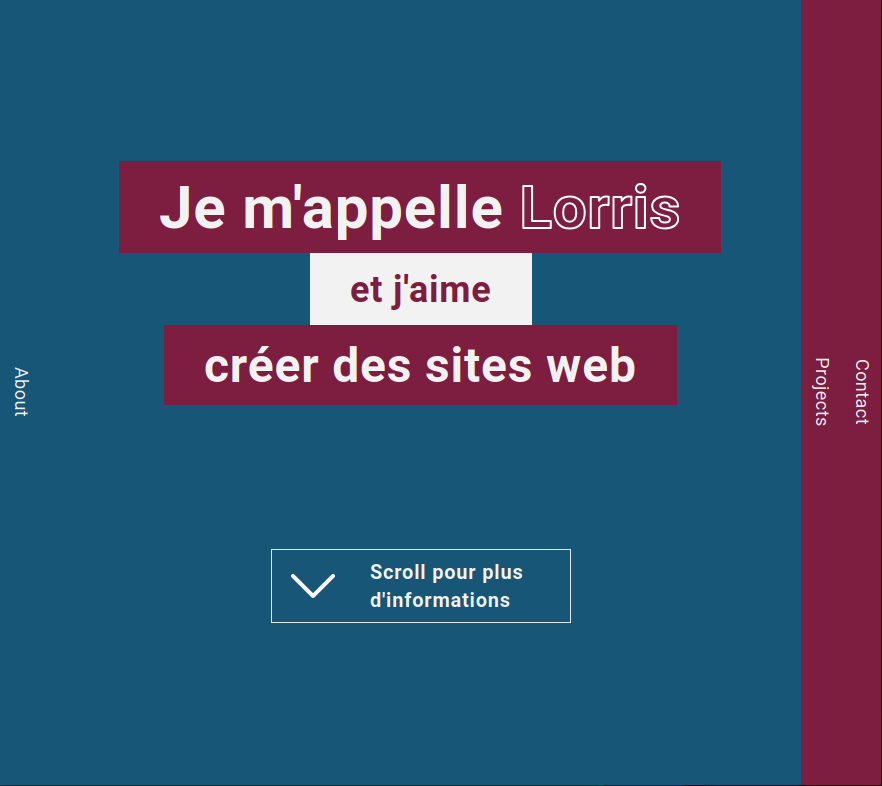 Je m'appelle Lorris
et j'aime
créer des sites web
About
Projects
Contact
Scroll pour plus
d'informations